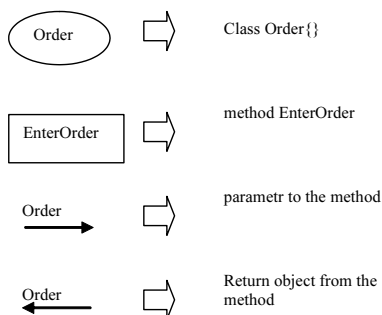 Order
Class Order{}
EnterOrder
method EnterOrder
Order
parametr to the method
Order
Return object from the
method